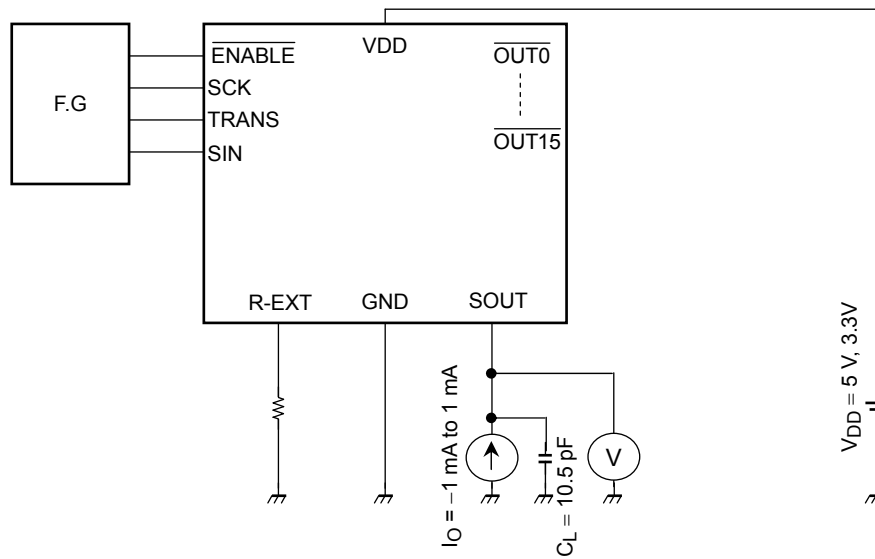 F.G
ENABLE
SCK
TRANS
SIN
VDD
OUT0
OUT15
R-EXT
GND
SOUT
IO = −1 mA to 1 mA
CL = 10.5 pF
V
VDD = 5 V, 3.3V